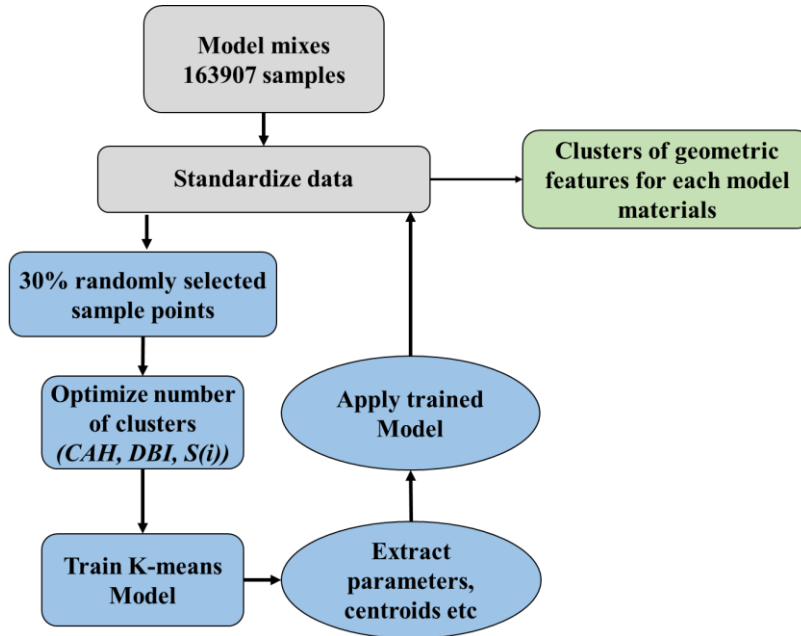 Model mixes
163907 samples
Standardize data
Clusters of geometric
features for each model
materials
30% randomly selected
sample points
Optimize number
of clusters
(CAH, DBI, S(i))
Apply trained
Model
Train K-means
Model
Extract
parameters,
centroids etc